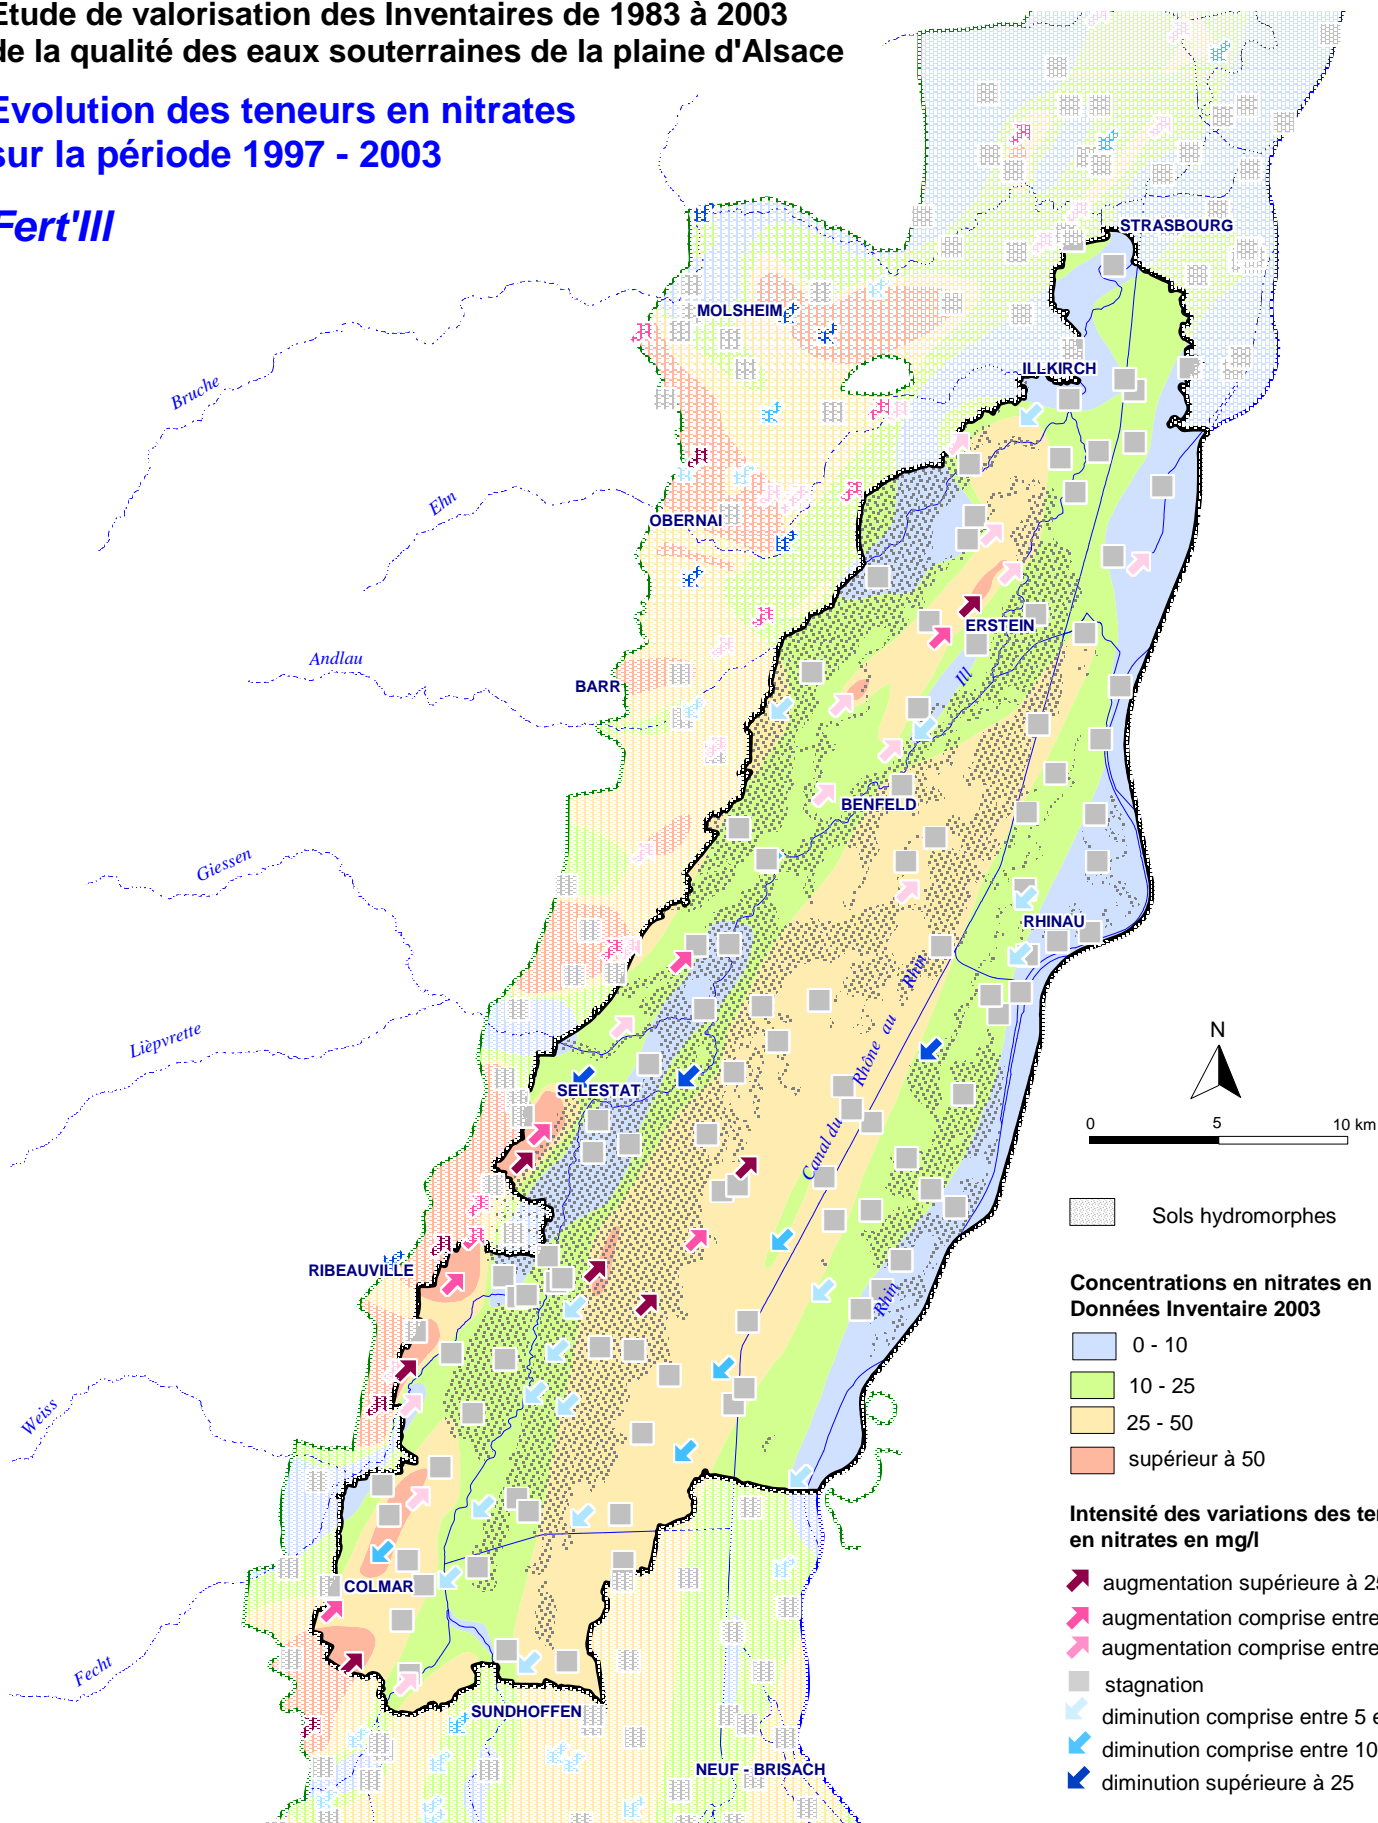 Etude de valorisation des Inventaires de 1983 à 2003
de la qualité des eaux souterraines de la plaine d'Alsace
Evolution des teneurs en nitrates
sur la période 1997 - 2003
Fert'Ill
STRASBOURG
MOLSHEIM
ILLKIRCH
Bruche
Ehn
OBERNAI
ERSTEIN
Andlau
BARR
Ill
BENFELD
Giessen
RHINAU
Rhin
au
Rhône
Canal du
Lièpvrette
SELESTAT
N
0 5 10 km
Sols hydromorphes
RIBEAUVILLE
Rhin
Concentrations en nitrates en
Données Inventaire 2003
0 - 10
10 - 25
25 - 50
supérieur à 50
Weiss
Intensité des variations des
en nitrates en mg/l
augmentation supérieure à 25
augmentation comprise entre
augmentation comprise entre
stagnation
diminution comprise entre 5
diminution comprise entre 10
diminution supérieure à 25
COLMAR
Fecht
SUNDHOFFEN
NEUF - BRISACH